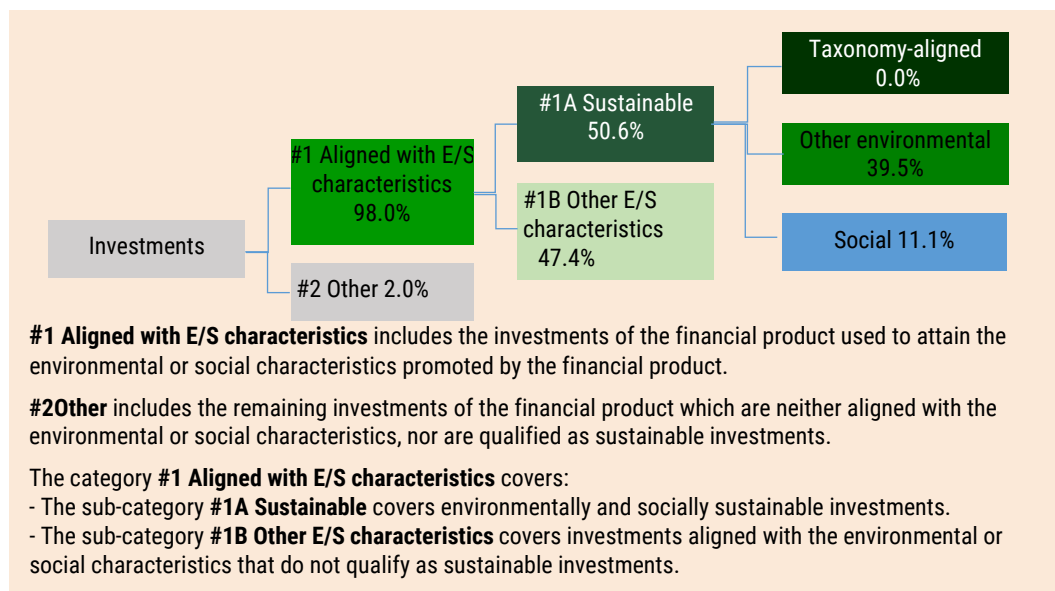 Taxonomy-aligned
0.0%
#1A Sustainable
50.6%
Other environmental
39.5%
#1 Aligned with E/S
characteristics
98.0%
#1B Other E/S
characteristics
47.4%
Social 11.1%
Investments
#2 Other 2.0%
#1 Aligned with E/S characteristics includes the investments of the financial product used to attain the
environmental or social characteristics promoted by the financial product.
#2Other includes the remaining investments of the financial product which are neither aligned with the
environmental or social characteristics, nor are qualified as sustainable investments.
The category #1 Aligned with E/S characteristics covers:
- The sub-category #1A Sustainable covers environmentally and socially sustainable investments.
- The sub-category #1B Other E/S characteristics covers investments aligned with the environmental or
social characteristics that do not qualify as sustainable investments.